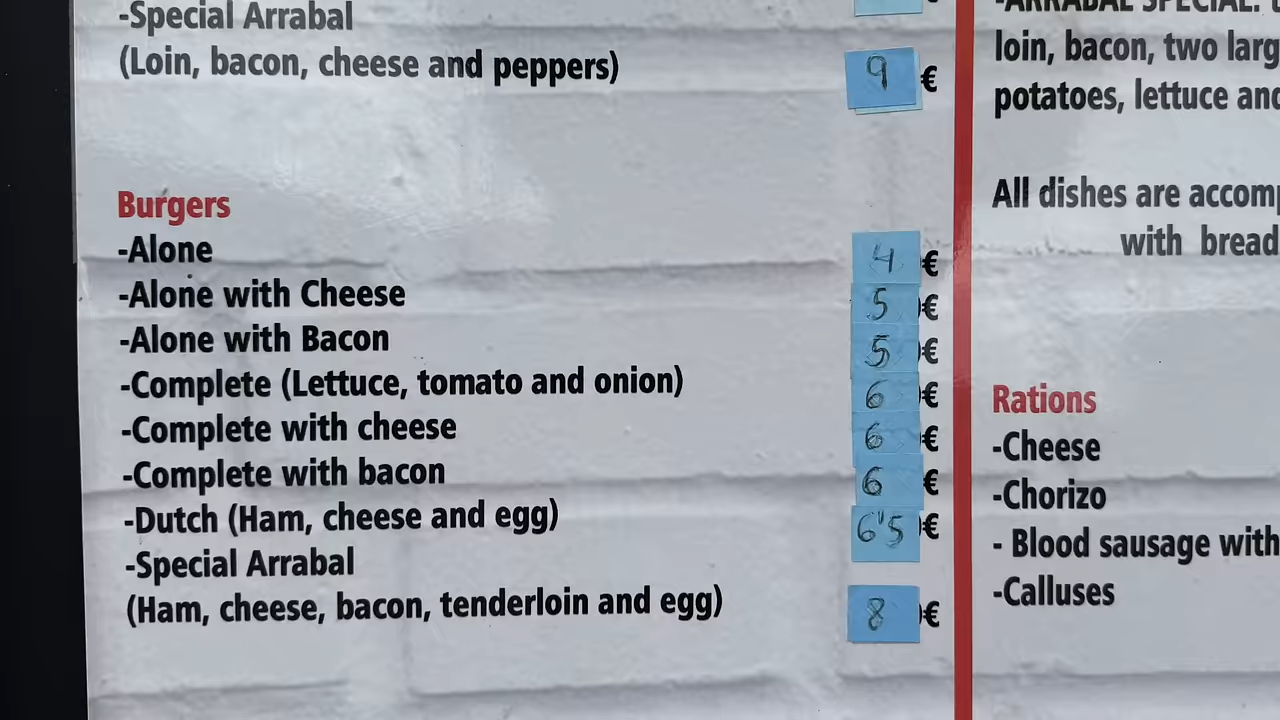 -Special Arrabal
(Loin, bacon, cheese and peppers) 9 €
Burgers
-Alone 4 €
-Alone with Cheese 5 €
-Alone with Bacon 5 €
-Complete (Lettuce, tomato and onion) 6 €
-Complete with cheese 6 €
-Complete with bacon 6 €
-Dutch (Ham, cheese and egg) 6'5 €
-Special Arrabal
(Ham, cheese, bacon, tenderloin and egg) 8 €
-ARRABAL SPECIAL:
loin, bacon, two
potatoes, lettuce
All dishes are
with bread
Rations
-Cheese
-Chorizo
- Blood sausage with
-Calluses